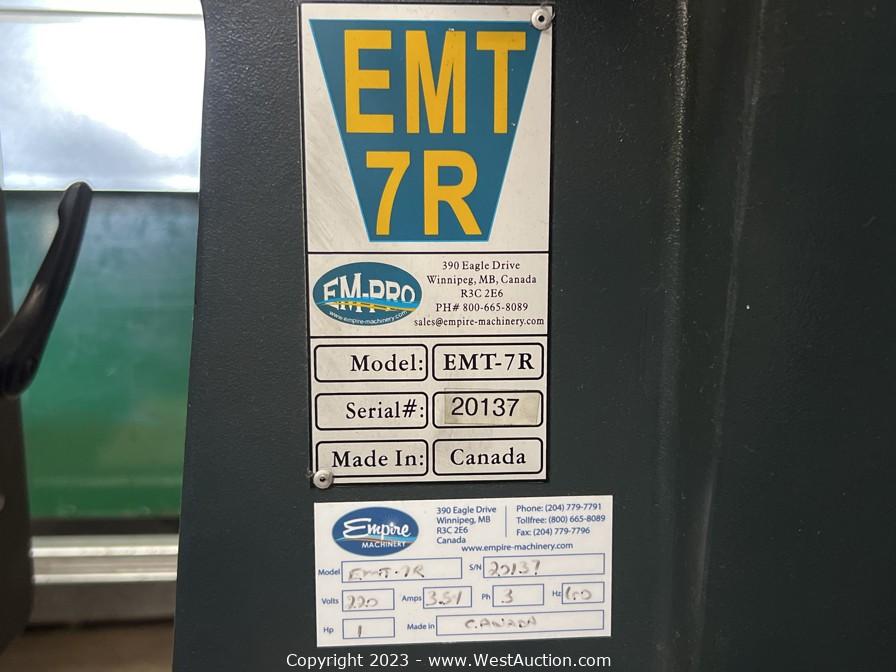 EMT
7R
EM-PRO
www.empire-machinery.com
390 Eagle Drive
Winnipeg, MB, Canada
R3C 2E6
PH# 800-665-8089
sales@empire-machinery.com
Model: EMT-7R
Serial#: 20137
Made In: Canada
Empire
MACHINERY
390 Eagle Drive
Winnipeg, MB
R3C 2E6
Canada
Phone: (204) 779-7791
Tollfree: (800) 665-8089
Fax: (204) 779-7796
www.empire-machinery.com
Model EMT-7R S/N 20137
Volts 220 Amps Ph 3 Hz 60
Hp 1 Made in CANADA
Copyright 2023 - www.WestAuction.com